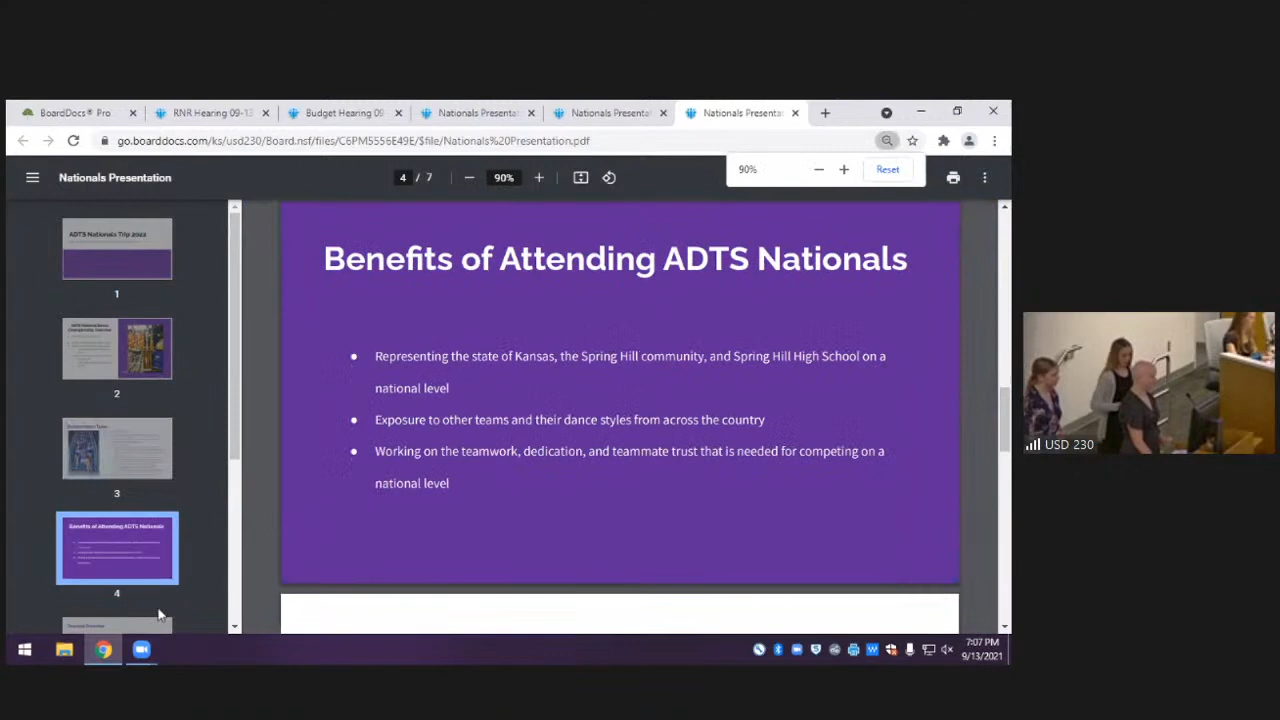 BoardDocs® Pro
RNR Hearing 09-13
Budget Hearing 09
Nationals Presentat
Nationals Presentat
Nationals Presentat
go.boarddocs.com/ks/usd230/Board.nsf/files/C6PM5556E49E/$file/Nationals%20Presentation.pdf
90%
Reset
Nationals Presentation
4 / 7
90%
ADTS Nationals Trip 2022
1
2
3
Benefits of Attending ADTS Nationals
4
Benefits of Attending ADTS Nationals
• Representing the state of Kansas, the Spring Hill community, and Spring Hill High School on a
national level
• Exposure to other teams and their dance styles from across the country
• Working on the teamwork, dedication, and teammate trust that is needed for competing on a
national level
USD 230
7:07 PM
9/13/2021